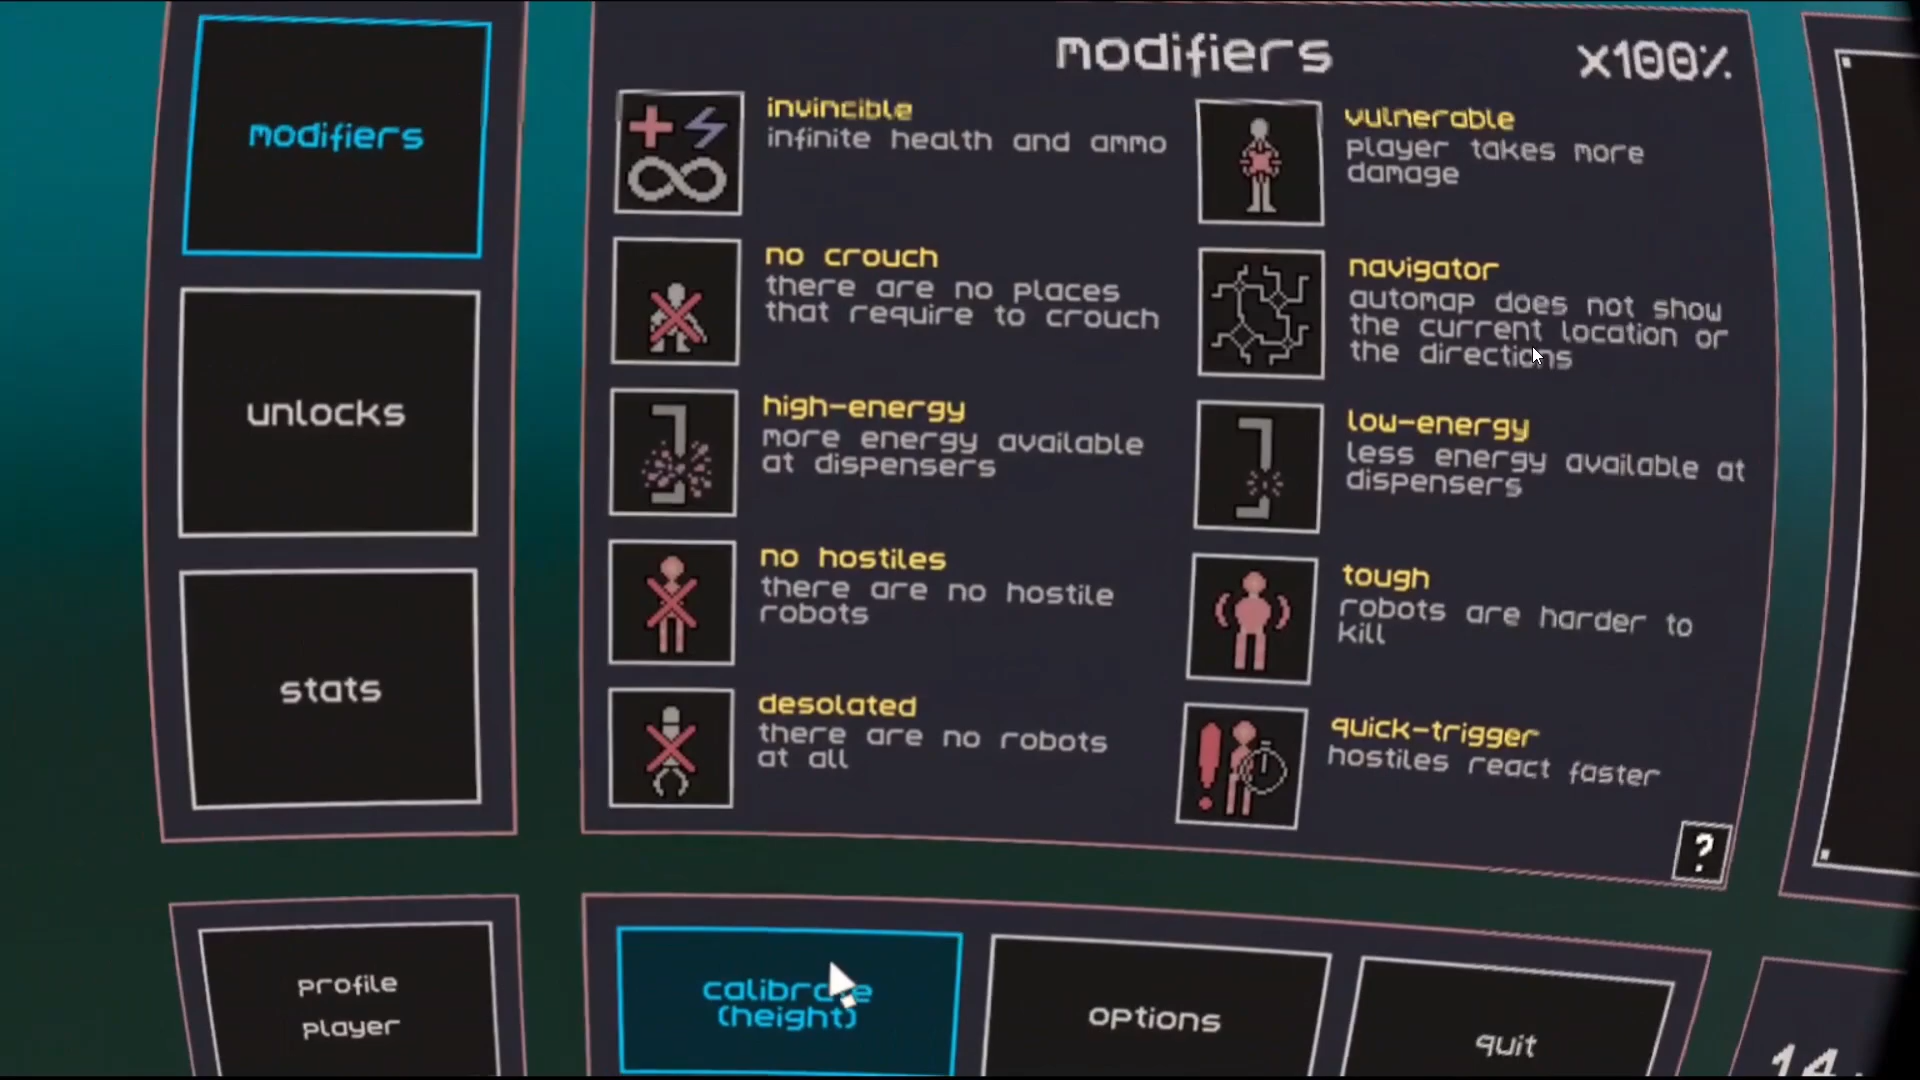 modifiers
unlocks
stats
modifiers
x100%
invincible
infinite health and ammo
no crouch
there are no places
that require to crouch
high-energy
more energy available
at dispensers
no hostiles
there are no hostile
robots
desolated
there are no robots
at all
vulnerable
player takes more
damage
navigator
automap does not show
the current location or
the directions
low-energy
less energy available at
dispensers
tough
robots are harder to
kill
quick-trigger
hostiles react faster
?
profile
player
calibrate
(height)
options
quit